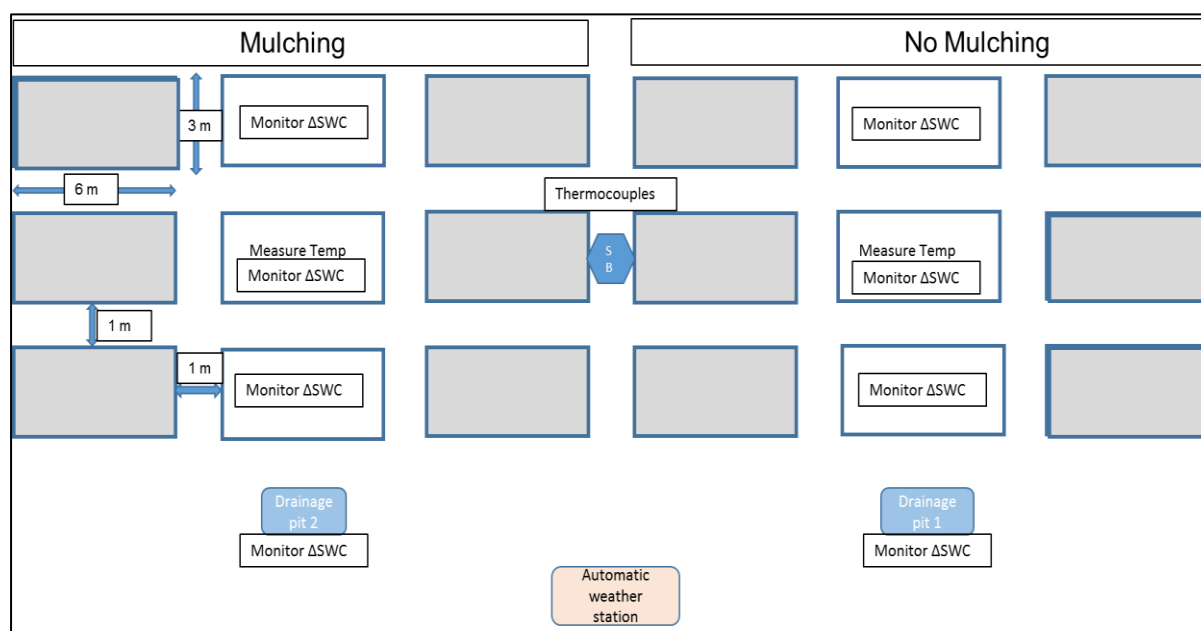 Mulching
No Mulching
3 m
Monitor ΔSWC
Monitor ΔSWC
6 m
Thermocouples
Measure Temp
Monitor ΔSWC
S
B
Measure Temp
Monitor ΔSWC
1 m
1 m
Monitor ΔSWC
Monitor ΔSWC
Drainage
pit 2
Monitor ΔSWC
Drainage
pit 1
Monitor ΔSWC
Automatic
weather
station